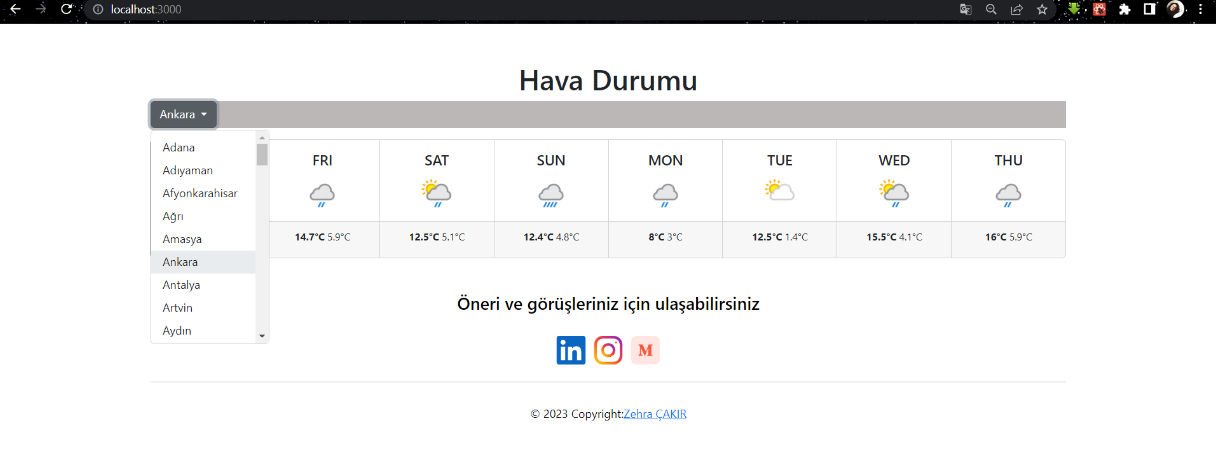 localhost:3000
Hava Durumu
Ankara
Adana
Adıyaman
Afyonkarahisar
Ağrı
Amasya
Ankara
Antalya
Artvin
Aydın
FRI SAT SUN MON TUE WED THU
14.7°C 5.9°C 12.5°C 5.1°C 12.4°C 4.8°C 8°C 3°C 12.5°C 1.4°C 15.5°C 4.1°C 16°C 5.9°C
Öneri ve görüşleriniz için ulaşabilirsiniz
in
M
© 2023 Copyright:Zehra ÇAKIR